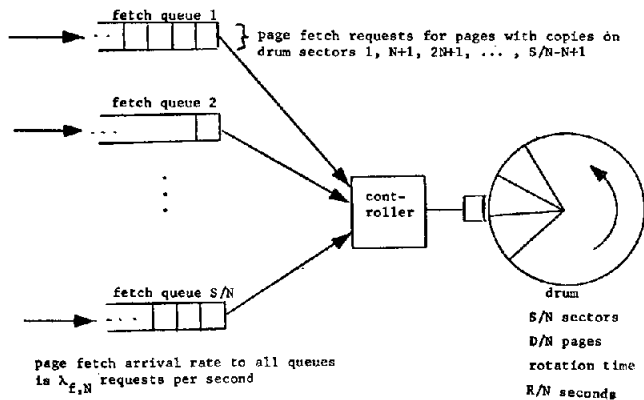 fetch queue 1
page fetch requests for pages with copies on
drum sectors 1, N+1, 2N+1, ... , S/N-N+1
fetch queue 2
cont-
roller
fetch queue S/N
drum
S/N sectors
D/N pages
rotation time
R/N seconds
page fetch arrival rate to all queues
is λf,N requests per second